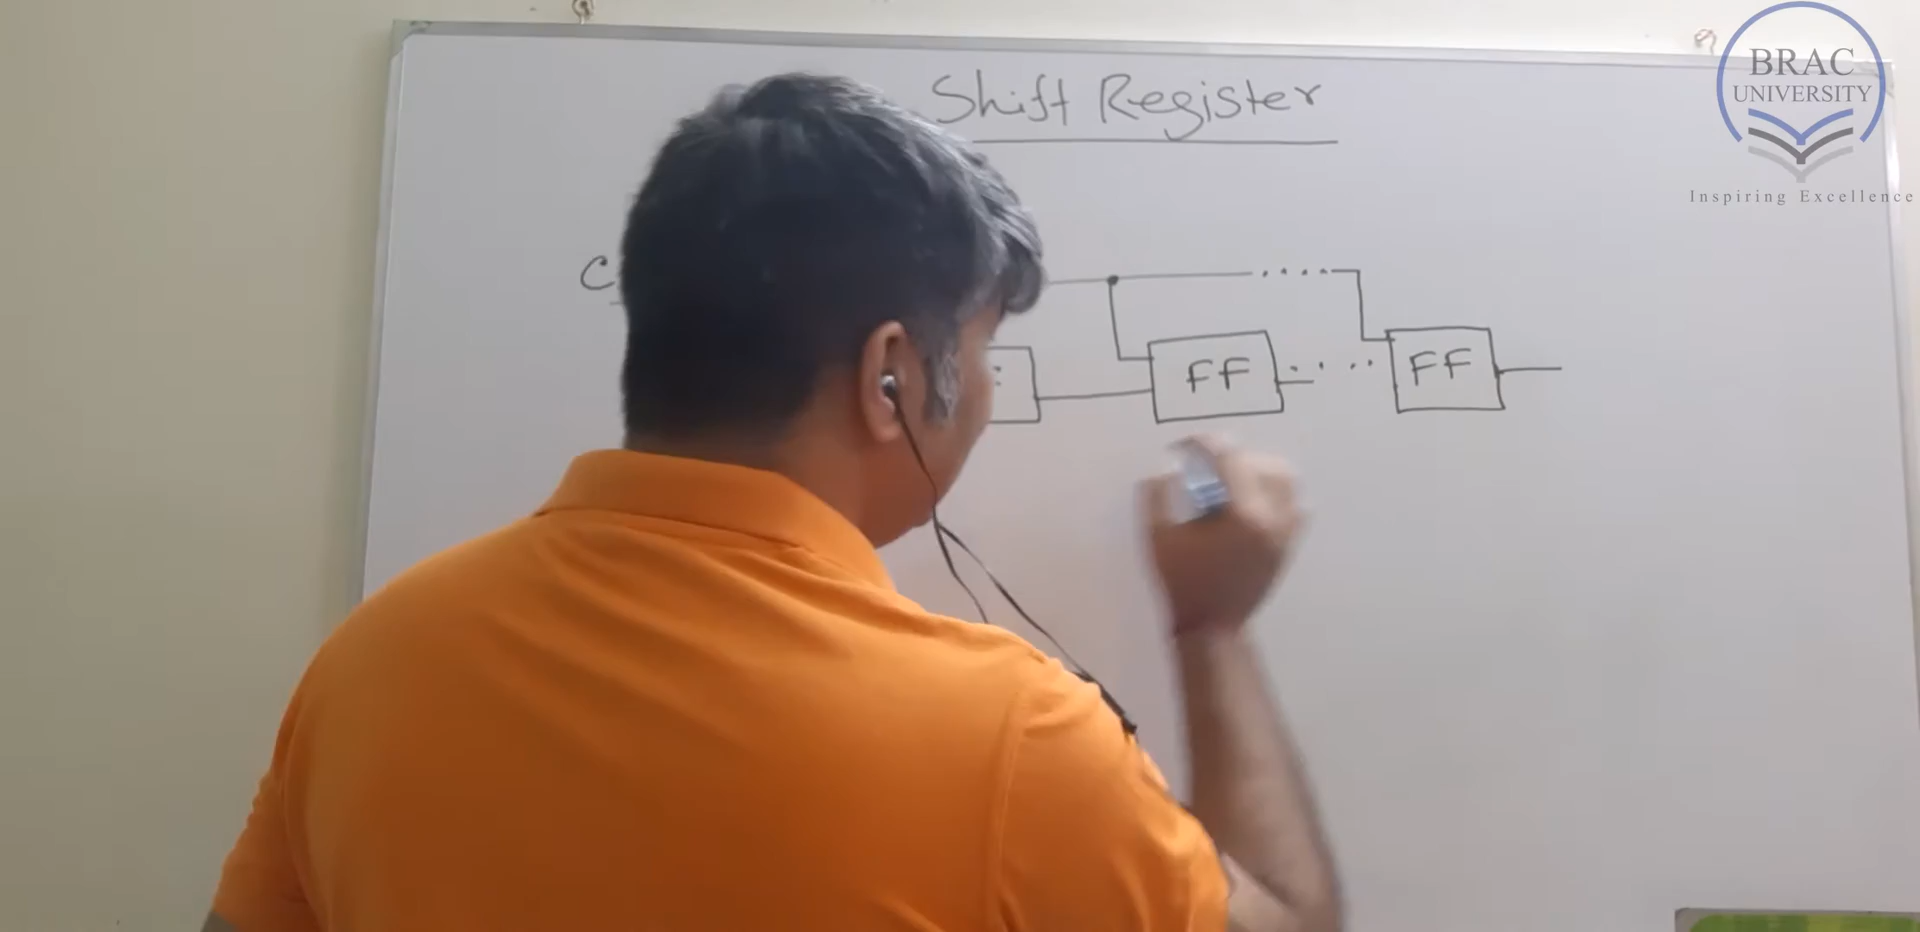 Shift Register
BRAC
UNIVERSITY
Inspiring Excellence
C
FF
FF